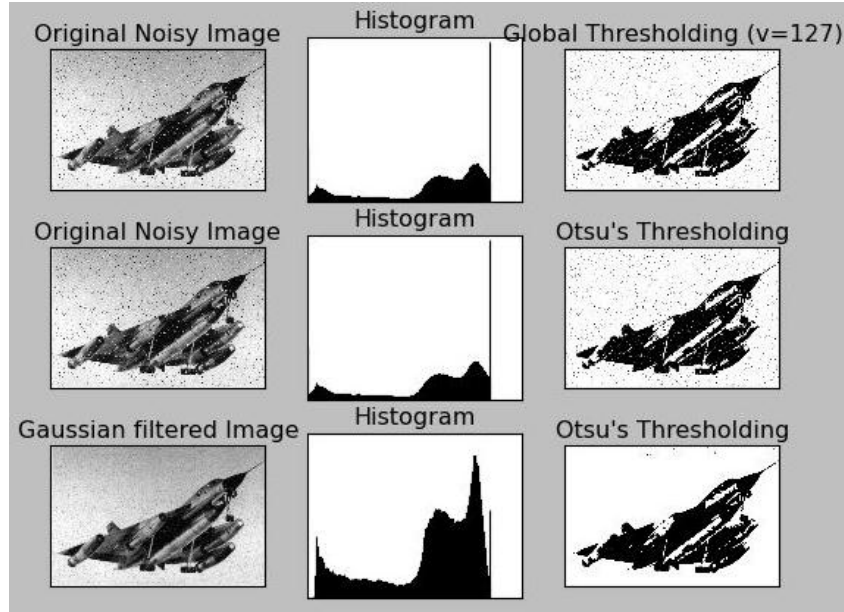 Original Noisy Image
Histogram
Global Thresholding (v=127)
Original Noisy Image
Histogram
Otsu's Thresholding
Gaussian filtered Image
Histogram
Otsu's Thresholding